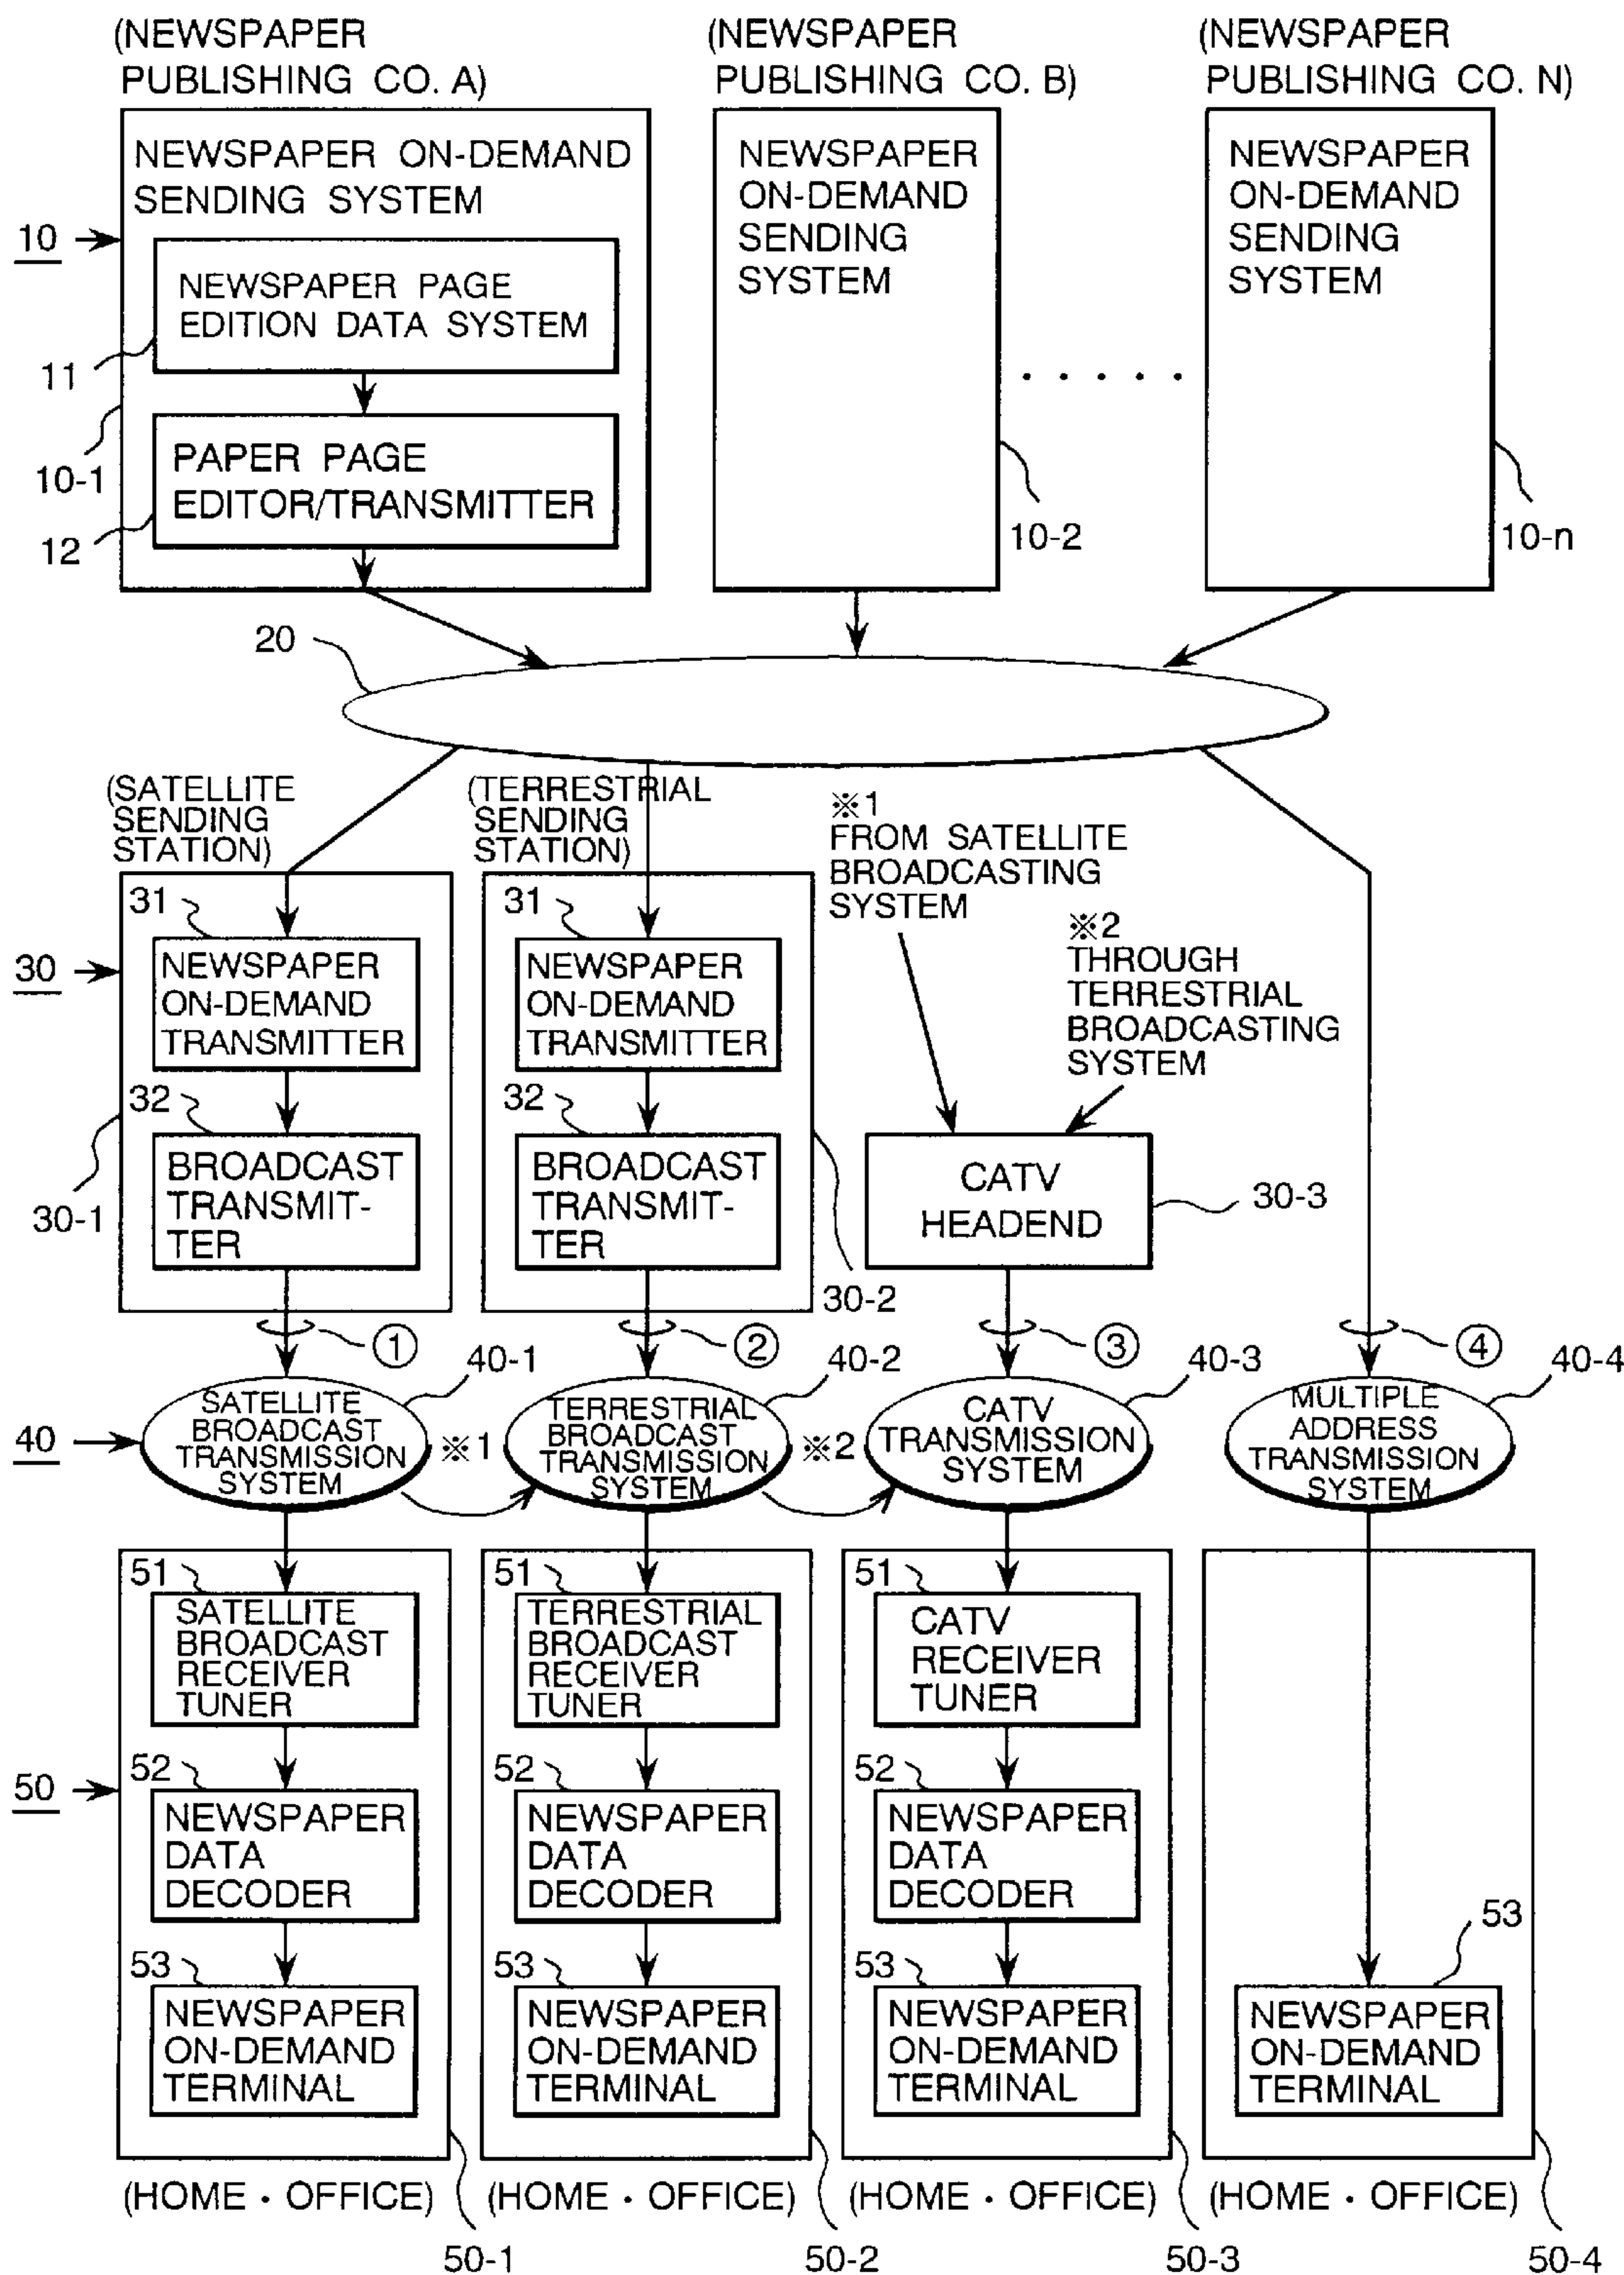 (NEWSPAPER
PUBLISHING CO. A)
(NEWSPAPER
PUBLISHING CO. B)
(NEWSPAPER
PUBLISHING CO. N)
NEWSPAPER ON-DEMAND
SENDING SYSTEM
10
NEWSPAPER PAGE
EDITION DATA SYSTEM
11
10-1
PAPER PAGE
EDITOR/TRANSMITTER
12
NEWSPAPER
ON-DEMAND
SENDING
SYSTEM
10-2
. . . . .
NEWSPAPER
ON-DEMAND
SENDING
SYSTEM
10-n
20
(SATELLITE
SENDING
STATION)
(TERRESTRIAL
SENDING
STATION)
※1
FROM SATELLITE
BROADCASTING
SYSTEM
※2
THROUGH
TERRESTRIAL
BROADCASTING
SYSTEM
30
31
NEWSPAPER
ON-DEMAND
TRANSMITTER
32
BROADCAST
TRANSMIT-
TER
30-1
31
NEWSPAPER
ON-DEMAND
TRANSMITTER
32
BROADCAST
TRANSMIT-
TER
30-2
CATV
HEADEND
30-3
①
②
③
④
40
40-1
SATELLITE
BROADCAST
TRANSMISSION
SYSTEM
※1
40-2
TERRESTRIAL
BROADCAST
TRANSMISSION
SYSTEM
※2
40-3
CATV
TRANSMISSION
SYSTEM
40-4
MULTIPLE
ADDRESS
TRANSMISSION
SYSTEM
50
51
SATELLITE
BROADCAST
RECEIVER
TUNER
52
NEWSPAPER
DATA
DECODER
53
NEWSPAPER
ON-DEMAND
TERMINAL
51
TERRESTRIAL
BROADCAST
RECEIVER
TUNER
52
NEWSPAPER
DATA
DECODER
53
NEWSPAPER
ON-DEMAND
TERMINAL
51
CATV
RECEIVER
TUNER
52
NEWSPAPER
DATA
DECODER
53
NEWSPAPER
ON-DEMAND
TERMINAL
53
NEWSPAPER
ON-DEMAND
TERMINAL
(HOME・OFFICE)
(HOME・OFFICE)
(HOME・OFFICE)
(HOME・OFFICE)
50-1
50-2
50-3
50-4